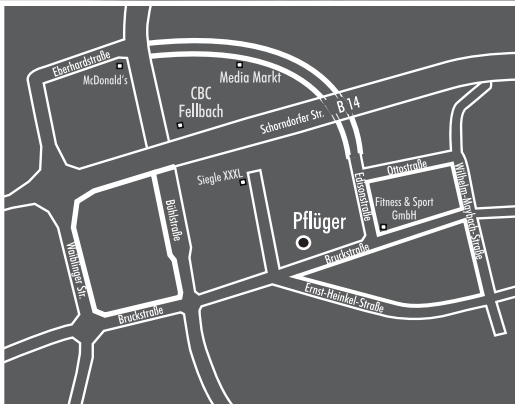 Eberhardstraße
McDonald's
Media Markt
CBC
Fellbach
B 14
Schorndorfer Str.
Ottostraße
Siegle XXXL
Edisonstraße
Wilhelm-Maybach-Straße
Bühlstraße
Fitness & Sport
GmbH
Pflüger
Waiblinger Str.
Bruckstraße
Ernst-Heinkel-Straße
Bruckstraße